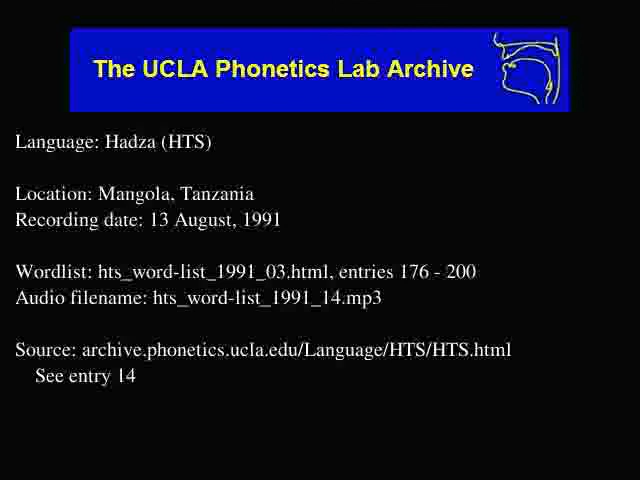 The UCLA Phonetics Lab Archive
Language: Hadza (HTS)
Location: Mangola, Tanzania
Recording date: 13 August, 1991
Wordlist: hts_word-list_1991_03.html, entries 176 - 200
Audio filename: hts_word-list_1991_14.mp3
Source: archive.phonetics.ucla.edu/Language/HTS/HTS.html
See entry 14